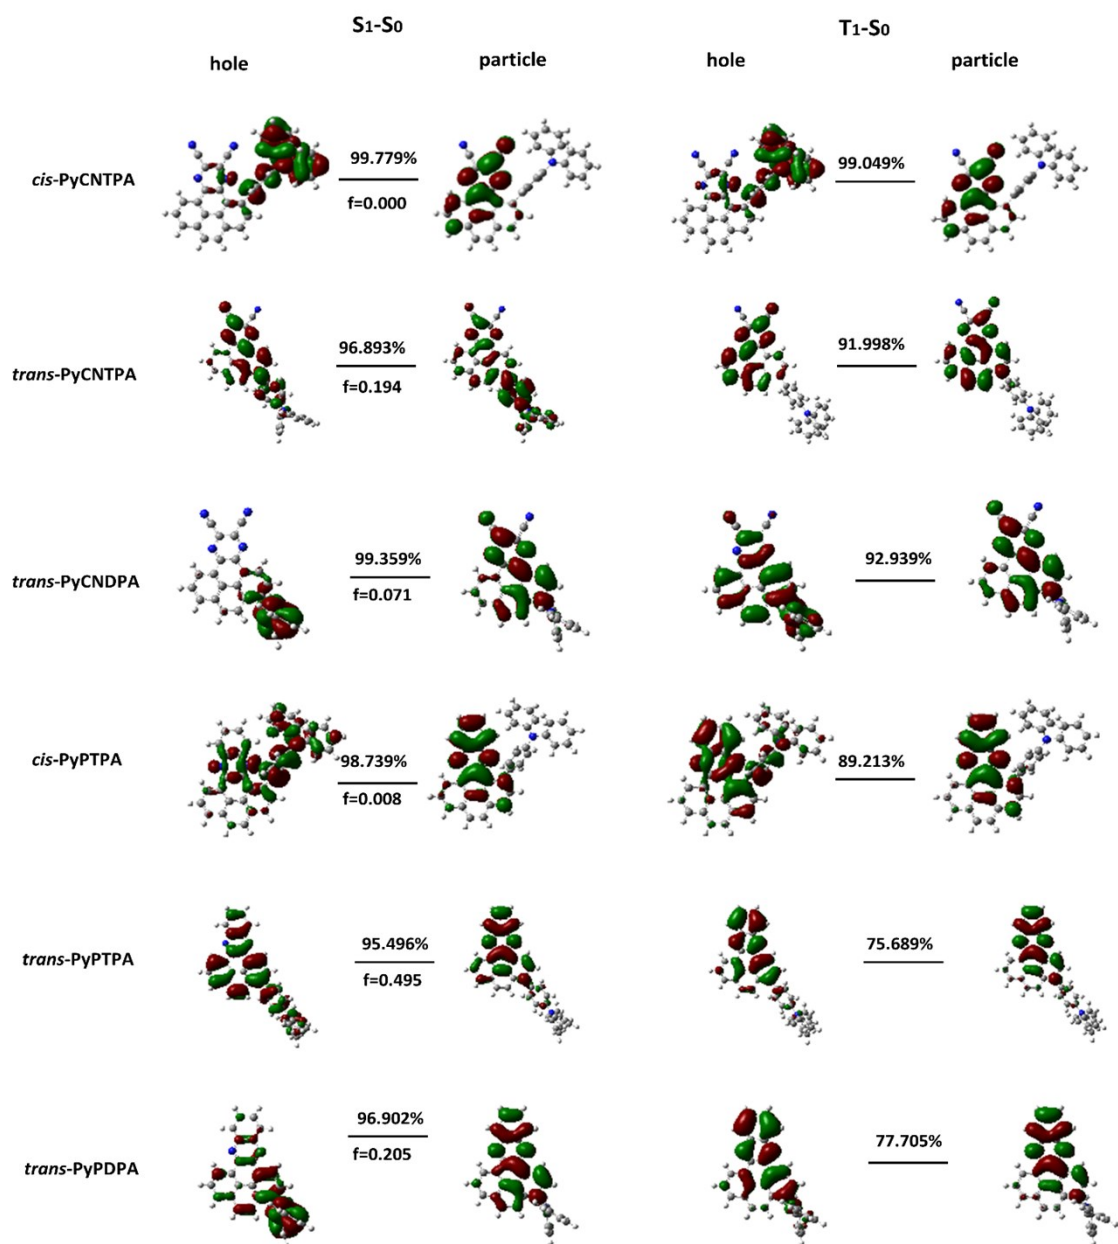 S1-S0 T1-S0
hole particle hole particle
cis-PyCNTPA 99.779% 99.049%
f=0.000
trans-PyCNTPA 96.893% 91.998%
f=0.194
trans-PyCNDPA 99.359% 92.939%
f=0.071
cis-PyPTPA 98.739% 89.213%
f=0.008
trans-PyPTPA 95.496% 75.689%
f=0.495
trans-PyPDPA 96.902% 77.705%
f=0.205